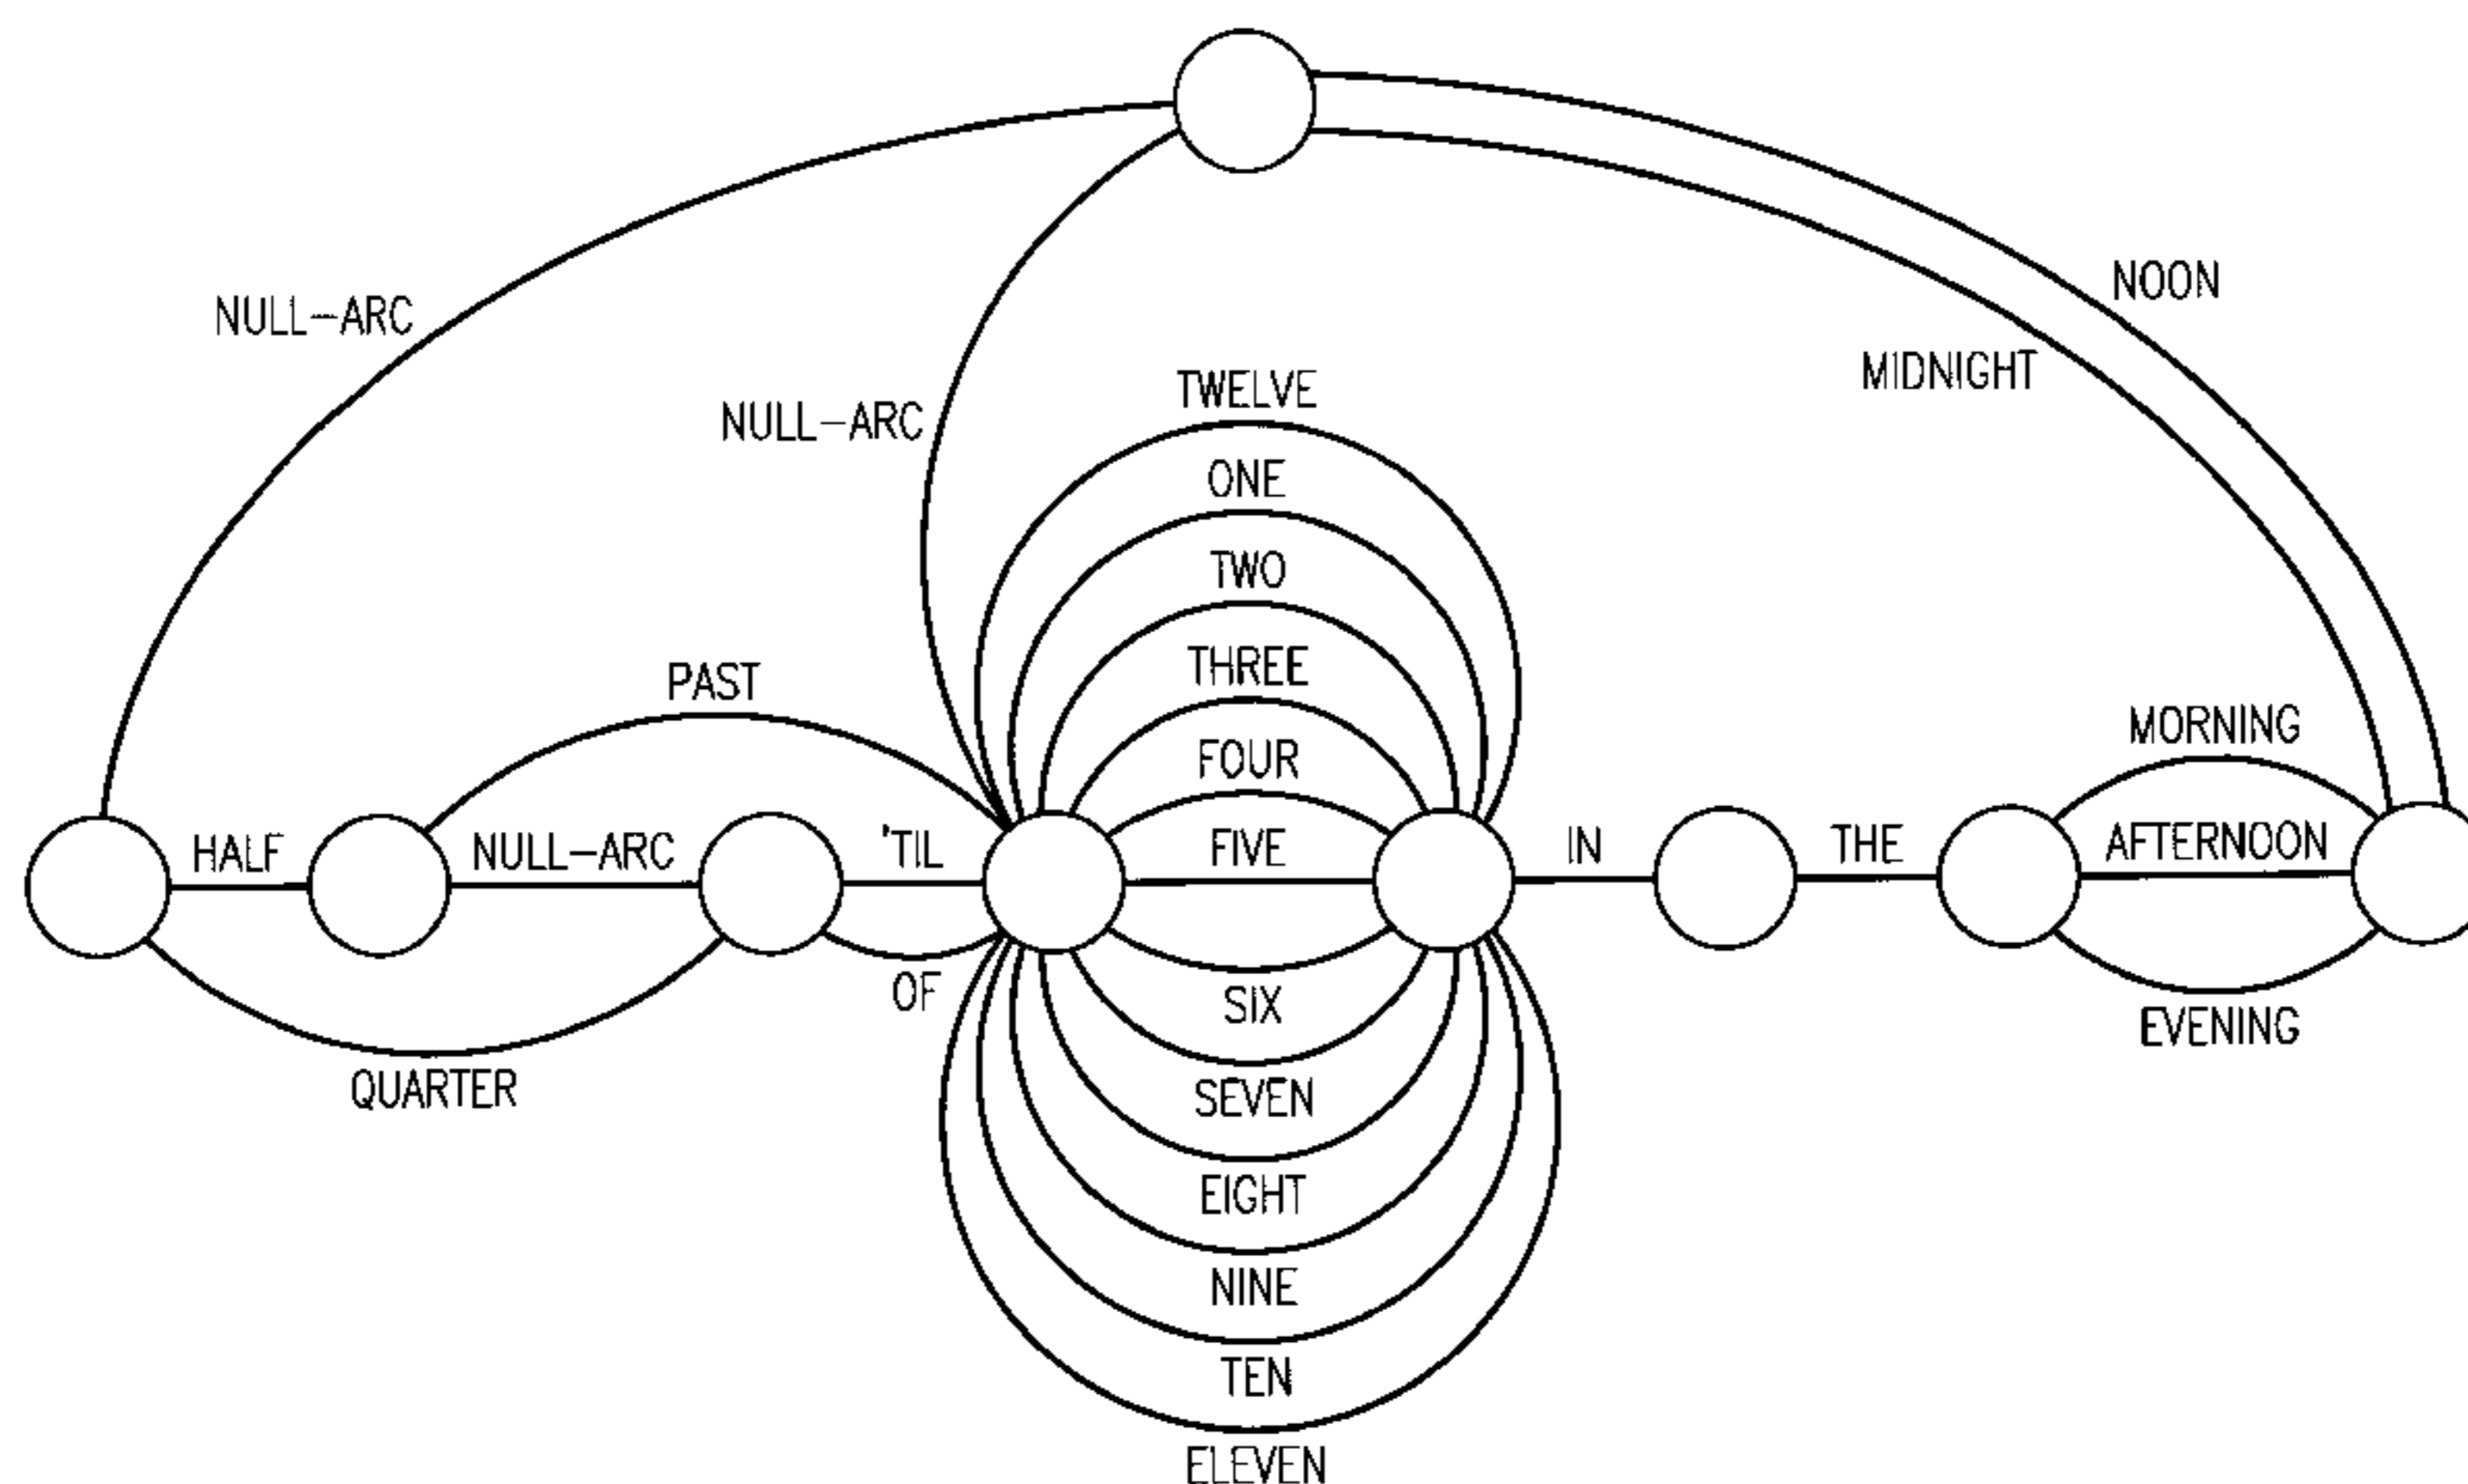 NOON
NULL-ARC
MIDNIGHT
TWELVE
NULL-ARC
ONE
TWO
THREE
PAST
MORNING
FOUR
HALF
NULL-ARC
'TIL
FIVE
IN
THE
AFTERNOON
OF
SIX
EVENING
QUARTER
SEVEN
EIGHT
NINE
TEN
ELEVEN